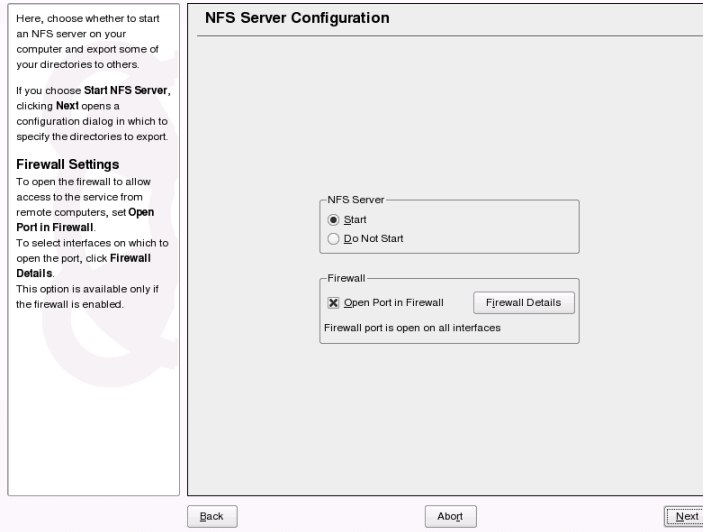 Here, choose whether to start
an NFS server on your
computer and export some of
your directories to others.
If you choose Start NFS Server,
clicking Next opens a
configuration dialog in which to
specify the directories to export.
Firewall Settings
To open the firewall to allow
access to the service from
remote computers, set Open
Port in Firewall.
To select interfaces on which to
open the port, click Firewall
Details.
This option is available only if
the firewall is enabled.
NFS Server Configuration
NFS Server
Start
Do Not Start
Firewall
Open Port in Firewall
Firewall Details
Firewall port is open on all interfaces
Back
Abort
Next